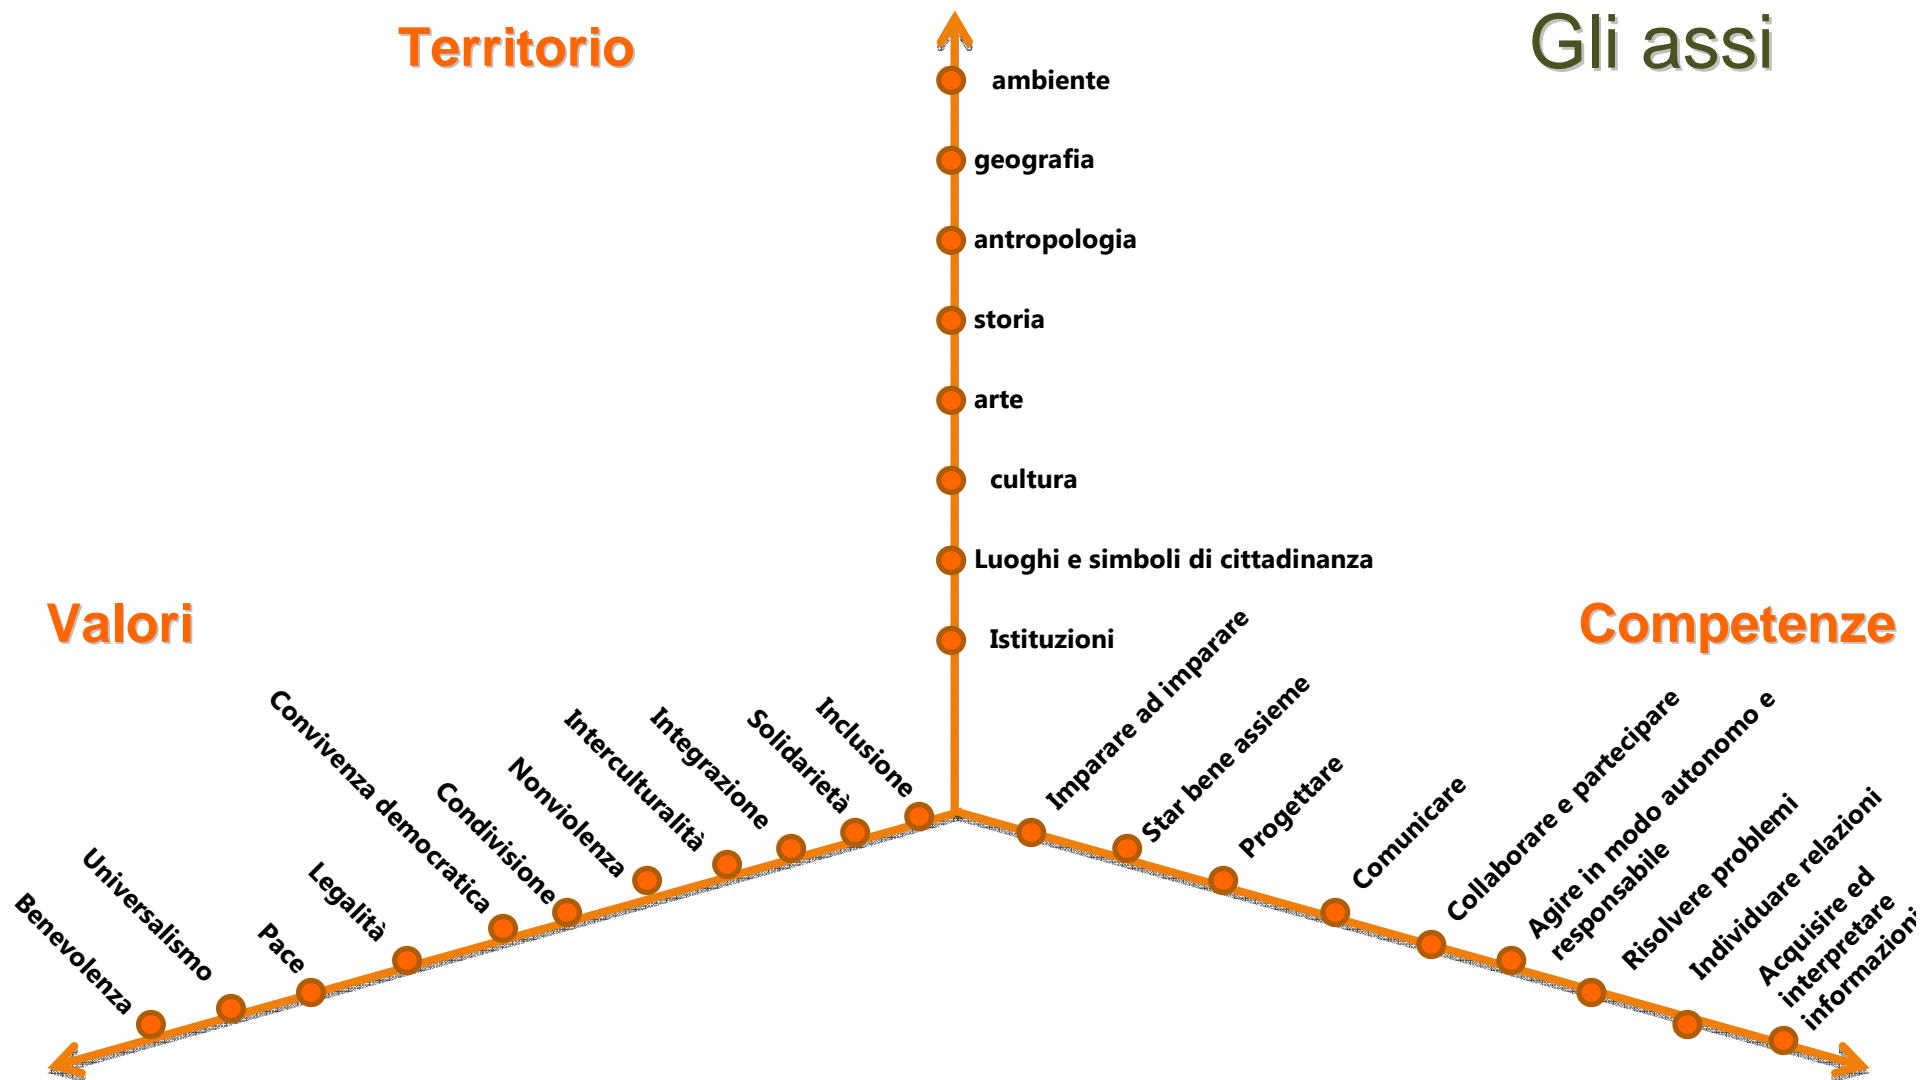 Territorio
Gli assi
ambiente
geografia
antropologia
storia
arte
cultura
Luoghi e simboli di cittadinanza
Istituzioni
Valori
Competenze
Benevolenza
Universalismo
Pace
Legalità
Convivenza democratica
Condivisione
Nonviolenza
Interculturalità
Integrazione
Solidarietà
Inclusione
Imparare ad imparare
Star bene assieme
Progettare
Comunicare
Collaborare e partecipare
Agire in modo autonomo e
responsabile
Risolvere problemi
Individuare relazioni
Acquisire ed
interpretare
informazioni